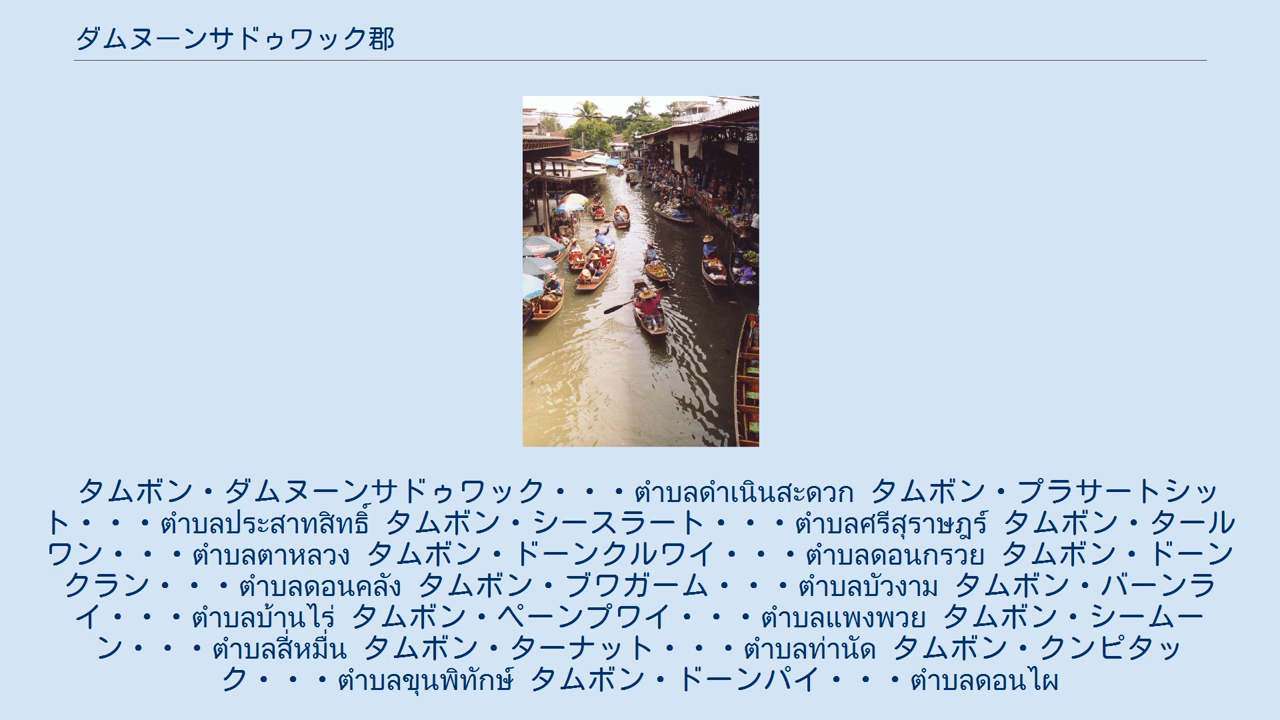 ダムヌーンサドゥワック郡
タムボン・ダムヌーンサドゥワック・・・ตำบลดำเนินสะดวก タムボン・プラサートシッ
ト・・・ตำบลประสาทสิทธิ์ タムボン・シースラート・・・ตำบลศรีสุราษฎร์ タムボン・タール
ワン・・・ตำบลตาหลวง タムボン・ドーンクルワイ・・・ตำบลดอนกรวย タムボン・ドーン
クラン・・・ตำบลดอนคลัง タムボン・ブワガーム・・・ตำบลบัวงาม タムボン・バーンラ
イ・・・ตำบลบ้านไร่ タムボン・ペーンプワイ・・・ตำบลแพงพวย タムボン・シームー
ン・・・ตำบลสี่หมื่น タムボン・ターナット・・・ตำบลท่านัด タムボン・クンピタッ
ク・・・ตำบลขุนพิทักษ์ タムボン・ドーンパイ・・・ตำบลดอนไผ